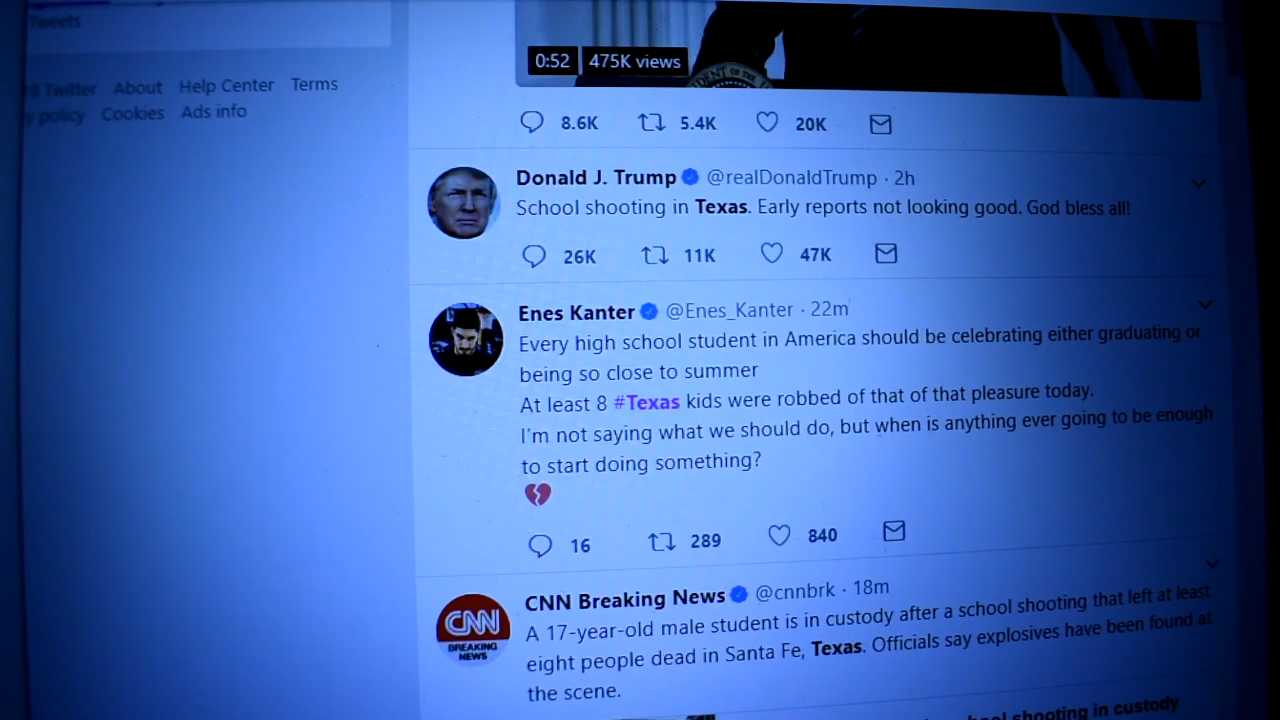 Tweets
8 Twitter About Help Center Terms
y policy Cookies Ads info
0:52 475K views
DENT OF THE
8.6K 5.4K 20K
Donald J. Trump @realDonaldTrump · 2h
School shooting in Texas. Early reports not looking good. God bless all!
26K 11K 47K
Enes Kanter @Enes_Kanter · 22m
Every high school student in America should be celebrating either graduating or
being so close to summer
At least 8 #Texas kids were robbed of that of that pleasure today.
I'm not saying what we should do, but when is anything ever going to be enough
to start doing something?
16 289 840
CNN Breaking News @cnnbrk · 18m
CNN
BREAKING
NEWS
A 17-year-old male student is in custody after a school shooting that left at least
eight people dead in Santa Fe, Texas. Officials say explosives have been found at
the scene.
school shooting in custody